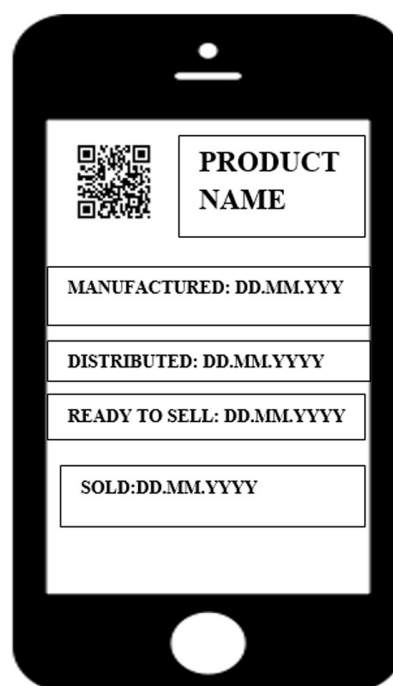 PRODUCT
NAME
MANUFACTURED: DD.MM.YYY
DISTRIBUTED: DD.MM.YYYY
READY TO SELL: DD.MM.YYYY
SOLD:DD.MM.YYYY